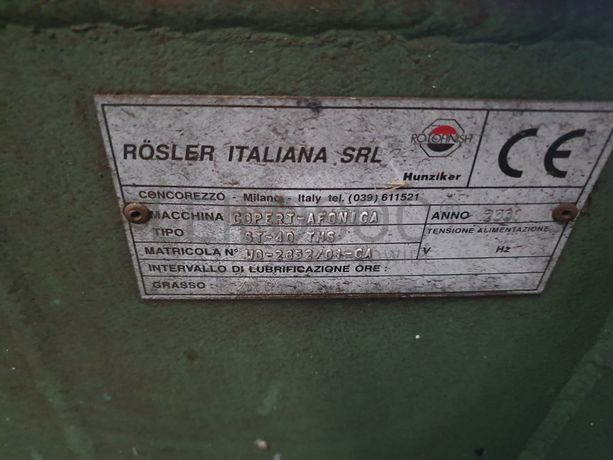 RÖSLER ITALIANA SRL
ROTOFINISH
Hunziker
CE
CONCOREZZO - Milano - Italy tel. (039) 611521
MACCHINA COPERT-AFONICA ANNO
TIPO ST-40 THS TENSIONE ALIMENTAZIONE
MATRICOLA N° V Hz
INTERVALLO DI LUBRIFICAZIONE ORE :
GRASSO :